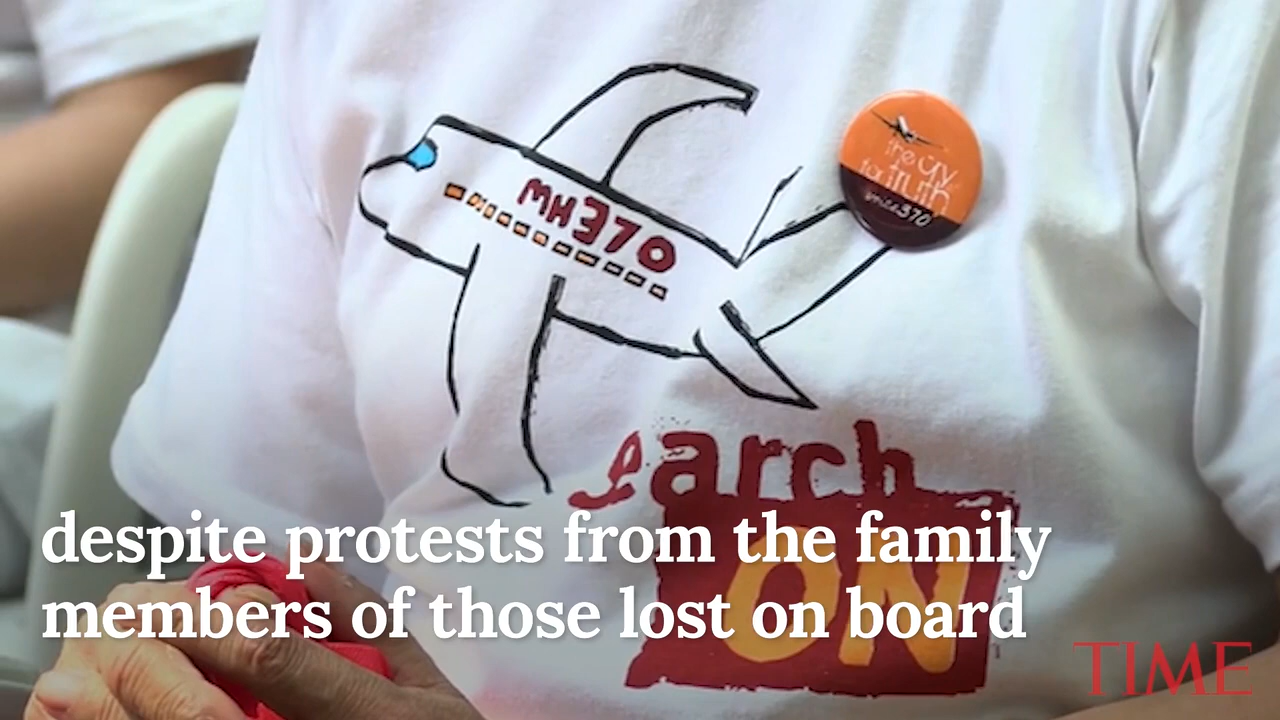 MH370
the cry
for truth
since370
earch
ON
despite protests from the family
members of those lost on board
TIME